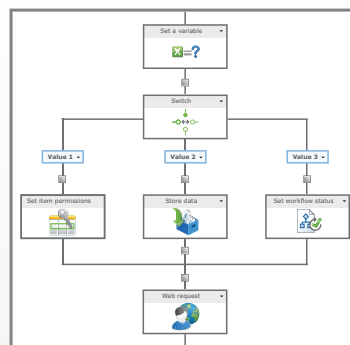 Set a variable
=?
Switch
Value 1
Value 2
Value 3
Set item permissions
Store data
Set workflow status
Web request